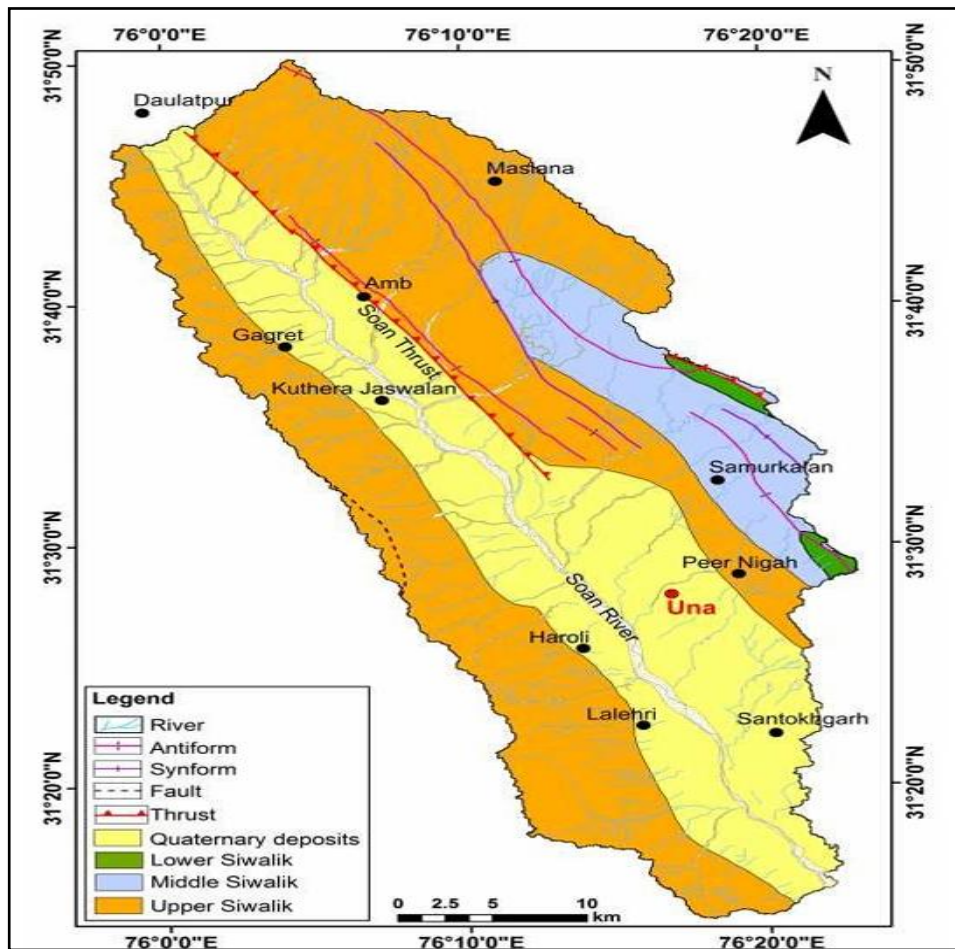 76°0'0"E 76°10'0"E 76°20'0"E
31°50'0"N 31°50'0"N
N
Daulatpur
Maslana
Amb
31°40'0"N 31°40'0"N
Soan Thrust
Gagret
Kuthera Jaswalan
Samurkalan
31°30'0"N 31°30'0"N
Peer Nigah
Soan River
Una
Haroli
Lalehri
Santokhgarh
31°20'0"N 31°20'0"N
Legend
River
Antiform
Synform
Fault
Thrust
Quaternary deposits
Lower Siwalik
Middle Siwalik
Upper Siwalik
0 2.5 5 10
km
76°0'0"E 76°10'0"E 76°20'0"E